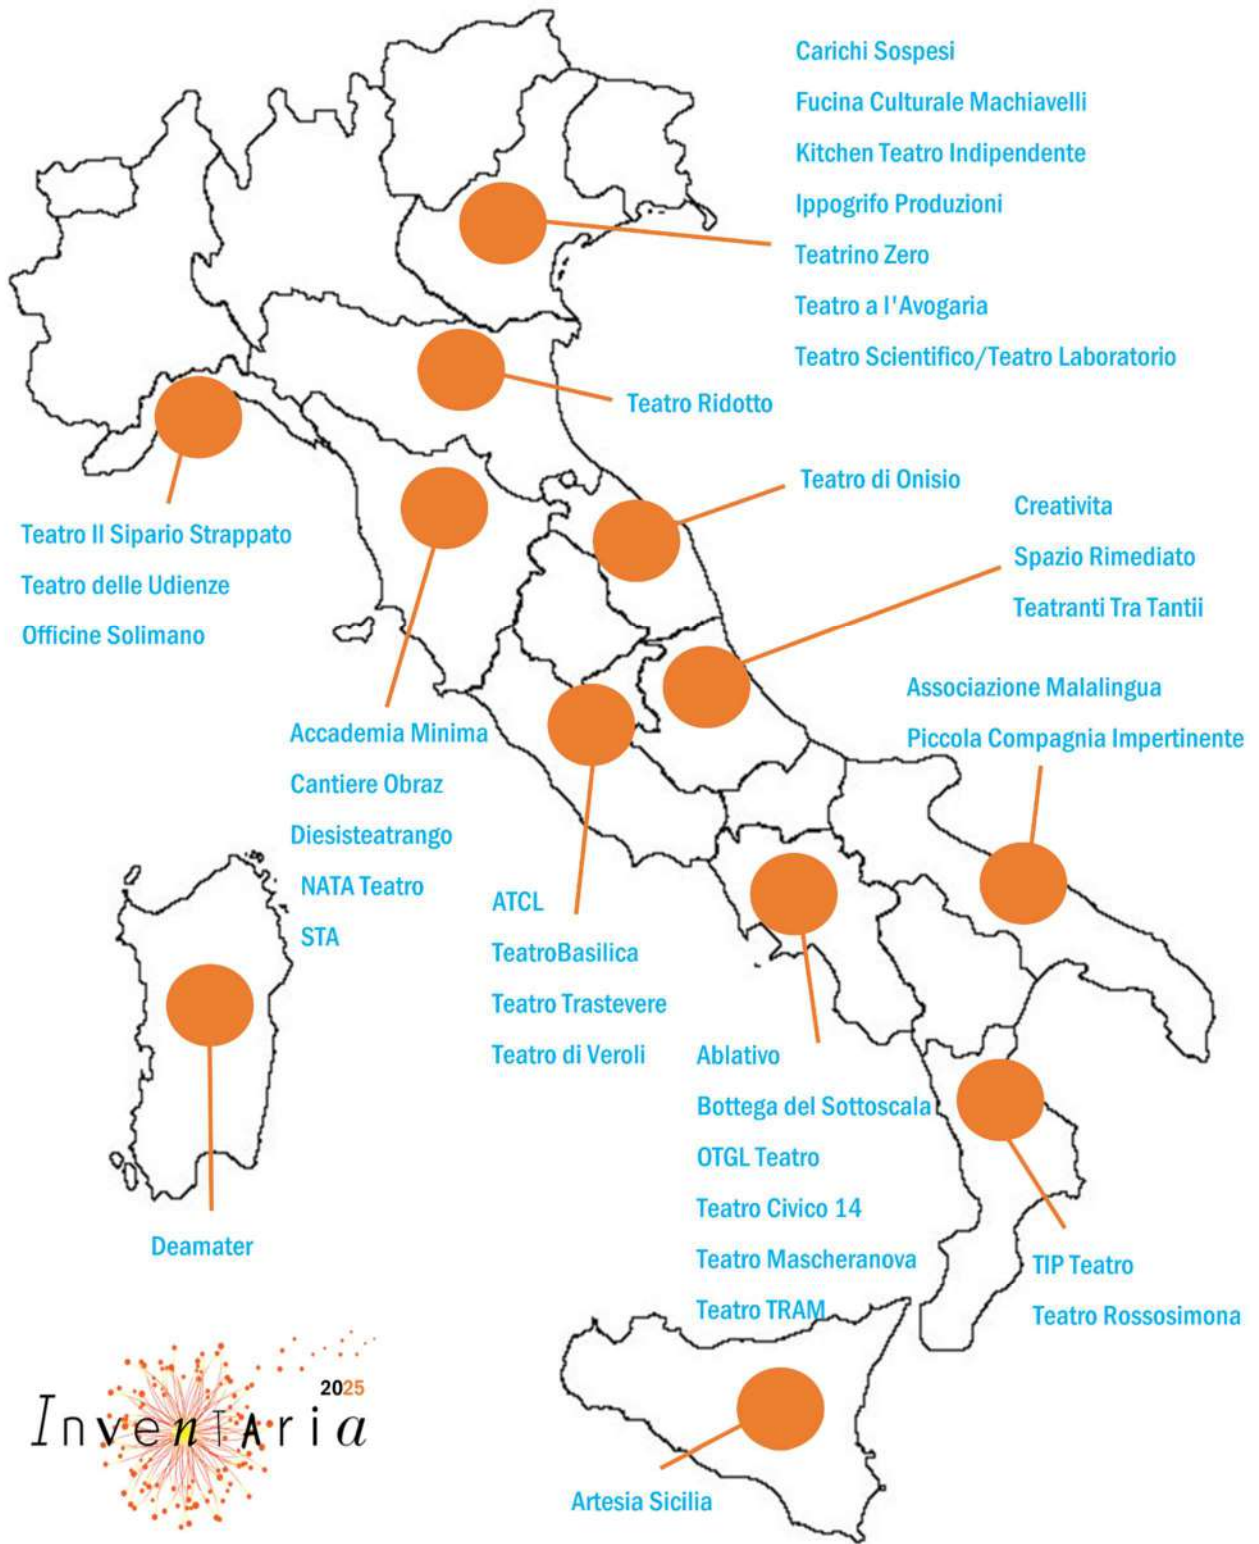 Carichi Sospesi
Fucina Culturale Machiavelli
Kitchen Teatro Indipendente
Ippogrifo Produzioni
Teatrino Zero
Teatro a l'Avogaria
Teatro Scientifico/Teatro Laboratorio
Teatro Ridotto
Teatro di Onisio
Creativita
Spazio Rimediato
Teatranti Tra Tantii
Teatro Il Sipario Strappato
Teatro delle Udienze
Officine Solimano
Associazione Malalingua
Piccola Compagnia Impertinente
Accademia Minima
Cantiere Obraz
Diesisteatrango
NATA Teatro
STA
ATCL
TeatroBasilica
Teatro Trastevere
Teatro di Veroli
Ablativo
Bottega del Sottoscala
OTGL Teatro
Teatro Civico 14
Teatro Mascheranova
Teatro TRAM
Deamater
TIP Teatro
Teatro Rossosimona
2025
InvenTAria
Artesia Sicilia